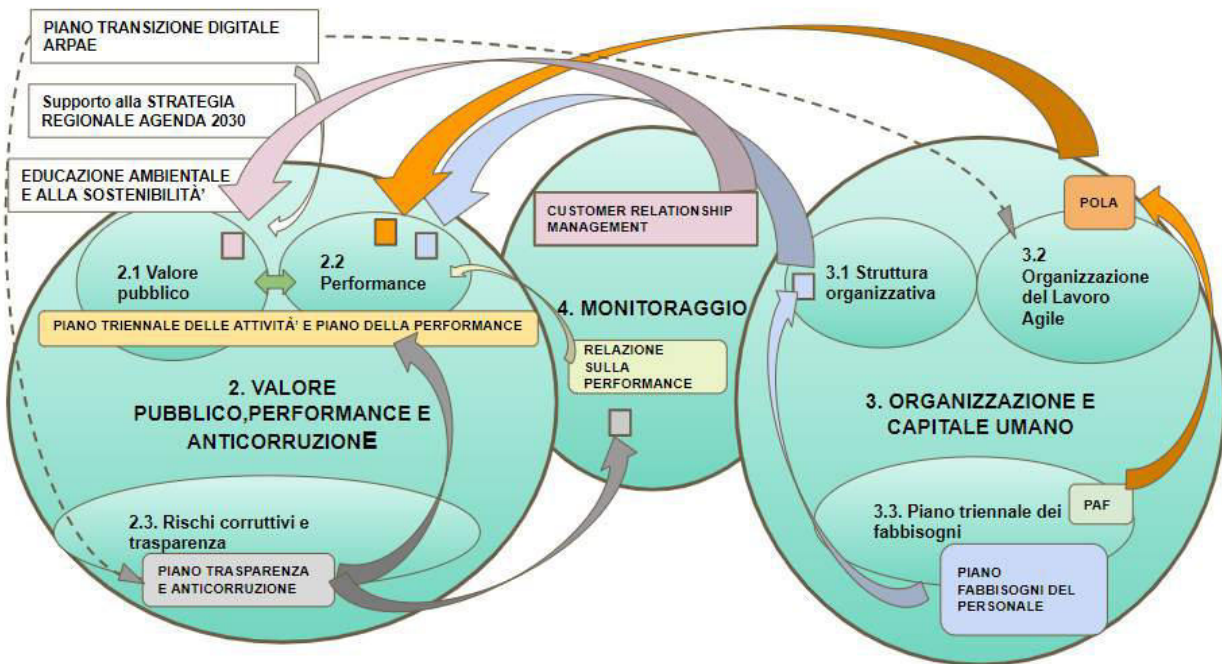 PIANO TRANSIZIONE DIGITALE
ARPAE
Supporto alla STRATEGIA
REGIONALE AGENDA 2030
EDUCAZIONE AMBIENTALE
E ALLA SOSTENIBILITÀ'
2.1 Valore
pubblico
2.2
Performance
PIANO TRIENNALE DELLE ATTIVITÀ' E PIANO DELLA PERFORMANCE
2. VALORE
PUBBLICO,PERFORMANCE E
ANTICORRUZIONE
2.3. Rischi corruttivi e
trasparenza
PIANO TRASPARENZA
E ANTICORRUZIONE
CUSTOMER RELATIONSHIP
MANAGEMENT
4. MONITORAGGIO
RELAZIONE
SULLA
PERFORMANCE
POLA
3.1 Struttura
organizzativa
3.2
Organizzazione
del Lavoro
Agile
3. ORGANIZZAZIONE E
CAPITALE UMANO
PAF
3.3. Piano triennale dei
fabbisogni
PIANO
FABBISOGNI DEL
PERSONALE